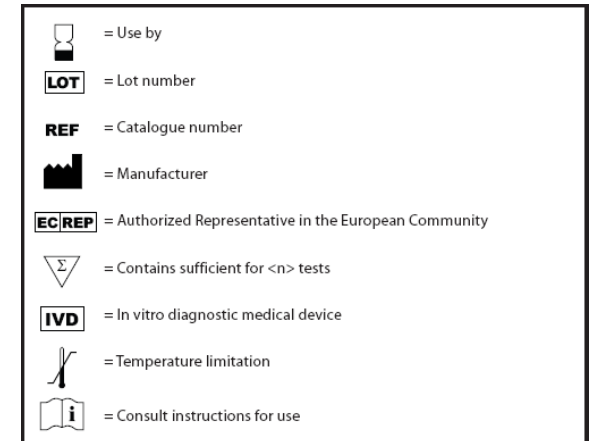 = Use by
LOT = Lot number
REF = Catalogue number
= Manufacturer
EC REP = Authorized Representative in the European Community
Σ = Contains sufficient for <n> tests
IVD = In vitro diagnostic medical device
= Temperature limitation
i = Consult instructions for use